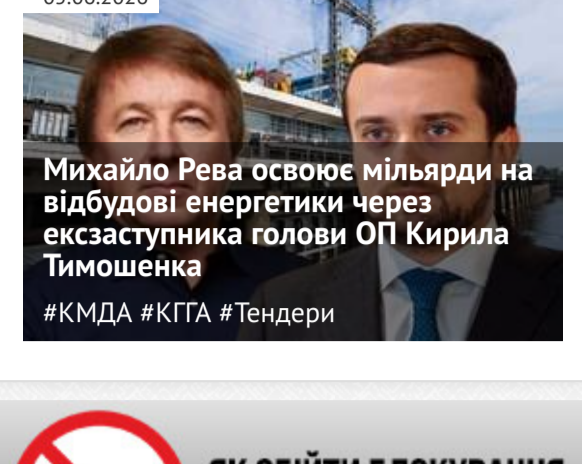 Михайло Рева освоює мільярди на
відбудові енергетики через
ексзаступника голови ОП Кирила
Тимошенка
#КМДА #КГГА #Тендери